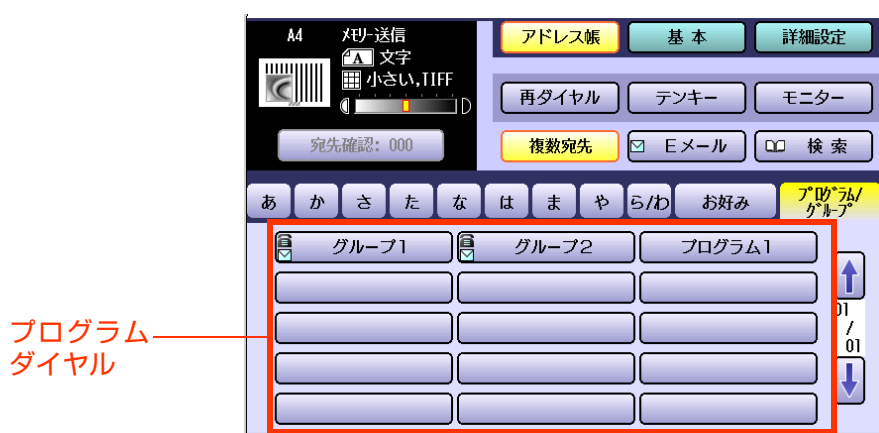 A4 ﾒﾓﾘｰ送信
A 文字
小さい,TIFF
宛先確認: 000
アドレス帳 基本 詳細設定
再ダイヤル テンキー モニター
複数宛先 Eメール 検索
あ か さ た な は ま や ら/わ お好み ﾌﾟﾛｸﾞﾗﾑ/
ｸﾞﾙｰﾌﾟ
グループ1 グループ2 プログラム1
01
/
01
プログラム
ダイヤル